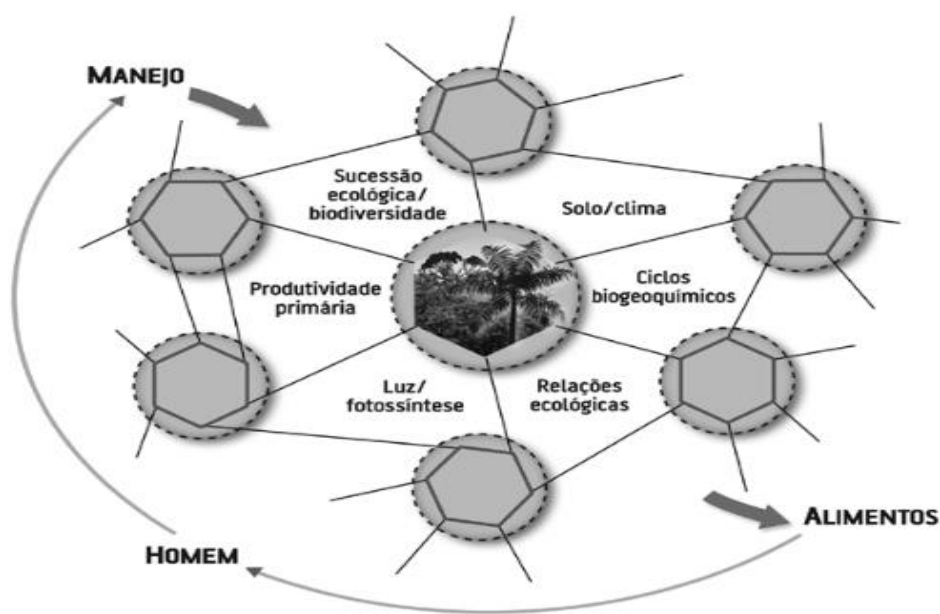 MANEJO
Sucessão
ecológica/
biodiversidade
Solo/clima
Produtividade
primária
Ciclos
biogeoquímicos
Luz/
fotossíntese
Relações
ecológicas
ALIMENTOS
HOMEM